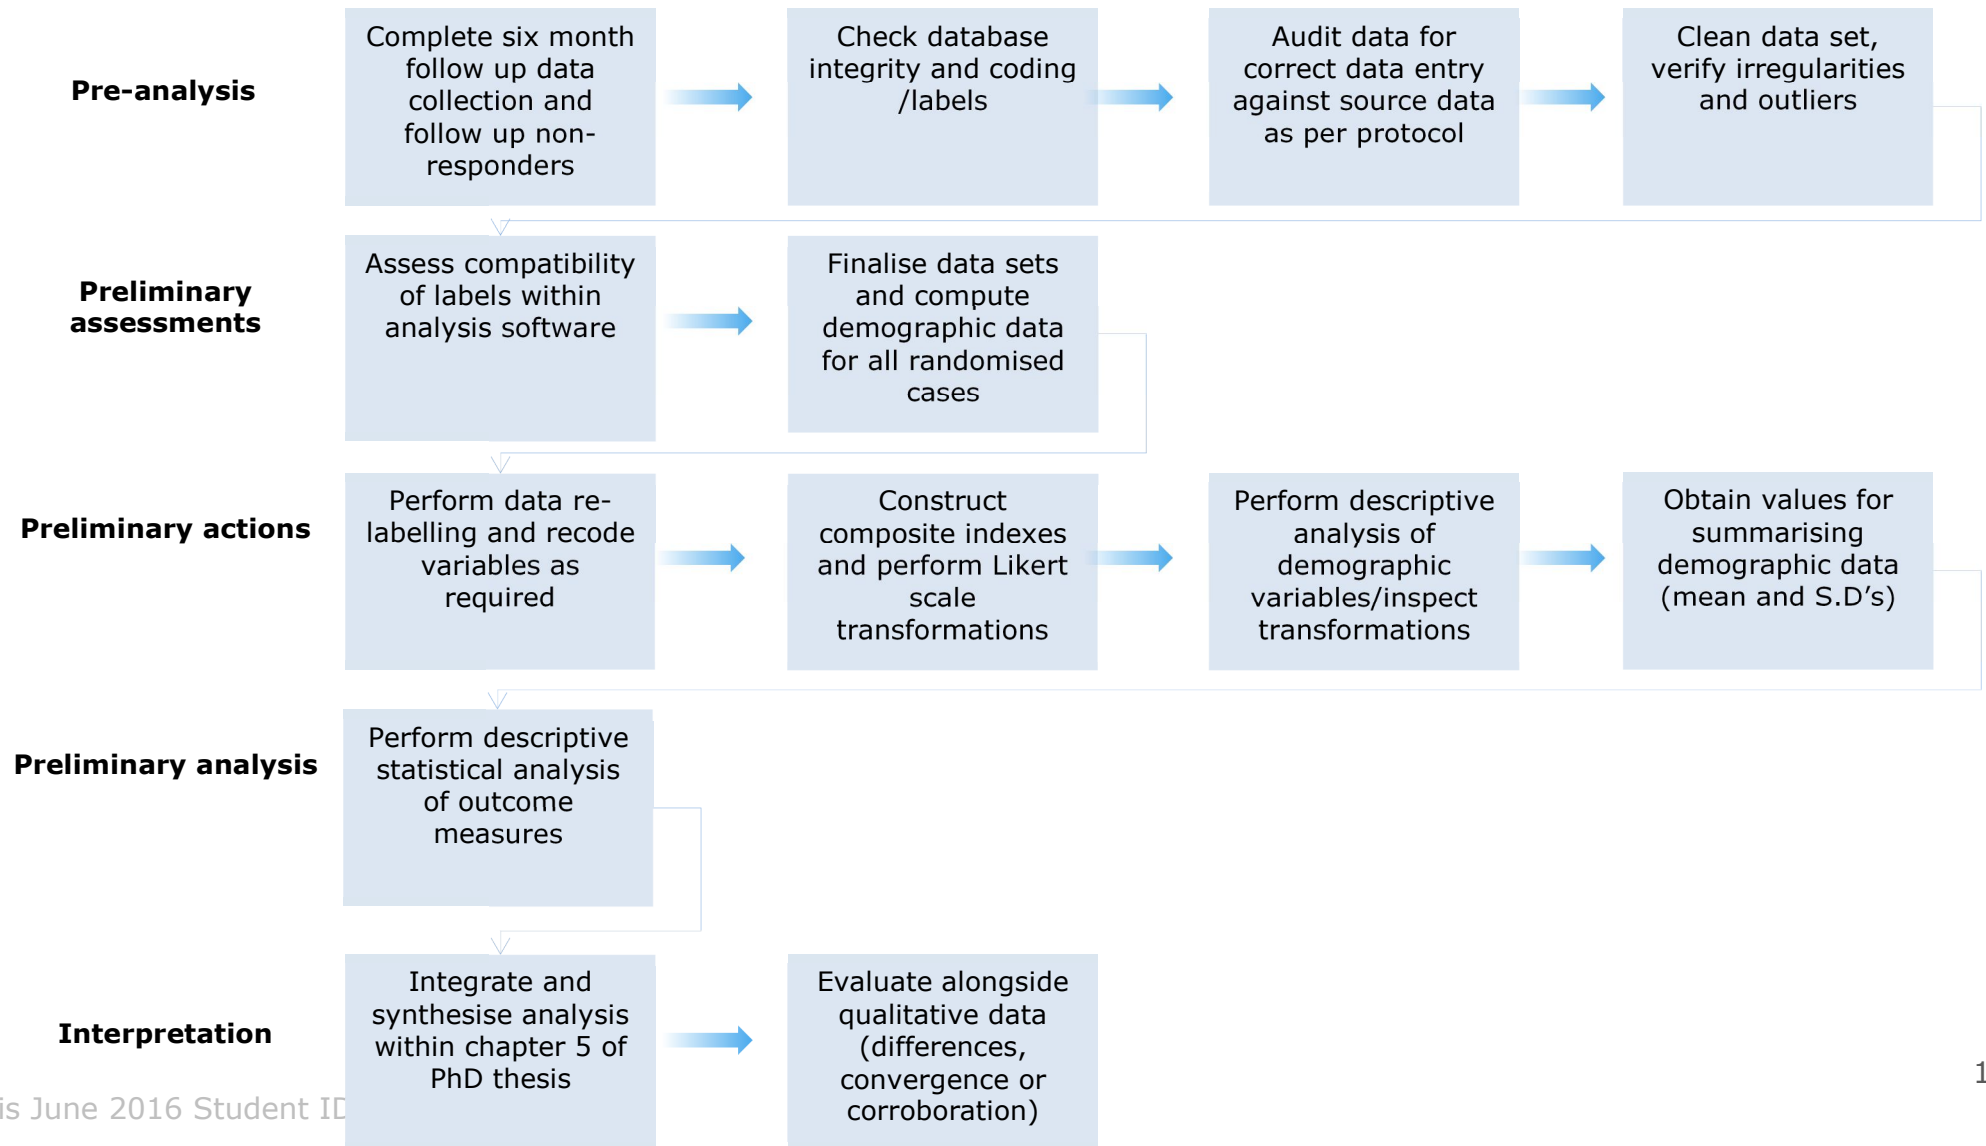 Pre-analysis
Complete six month
follow up data
collection and
follow up non-
responders
Check database
integrity and coding
/labels
Audit data for
correct data entry
against source data
as per protocol
Clean data set,
verify irregularities
and outliers
Preliminary
assessments
Assess compatibility
of labels within
analysis software
Finalise data sets
and compute
demographic data
for all randomised
cases
Preliminary actions
Perform data re-
labelling and recode
variables as
required
Construct
composite indexes
and perform Likert
scale
transformations
Perform descriptive
analysis of
demographic
variables/inspect
transformations
Obtain values for
summarising
demographic data
(mean and S.D’s)
Preliminary analysis
Perform descriptive
statistical analysis
of outcome
measures
Interpretation
Integrate and
synthesise analysis
within chapter 5 of
PhD thesis
Evaluate alongside
qualitative data
(differences,
convergence or
corroboration)
1
is June 2016 Student ID